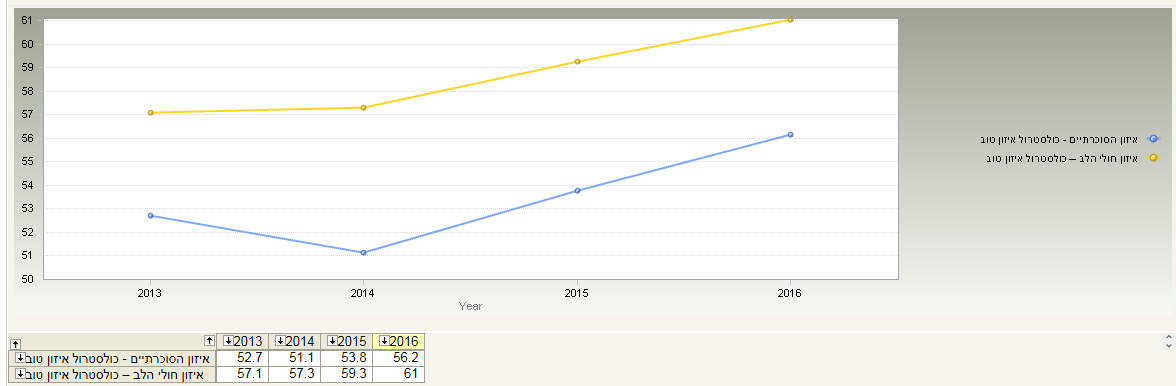 61
60
59
58
57
56
55
54
53
52
51
50
2013 2014 2015 2016
Year
איזון הסוכרתיים - כולסטרול איזון טוב
איזון חולי הלב – כולסטרול איזון טוב
2013 2014 2015 2016
איזון הסוכרתיים - כולסטרול איזון טוב 52.7 51.1 53.8 56.2
איזון חולי הלב – כולסטרול איזון טוב 57.1 57.3 59.3 61